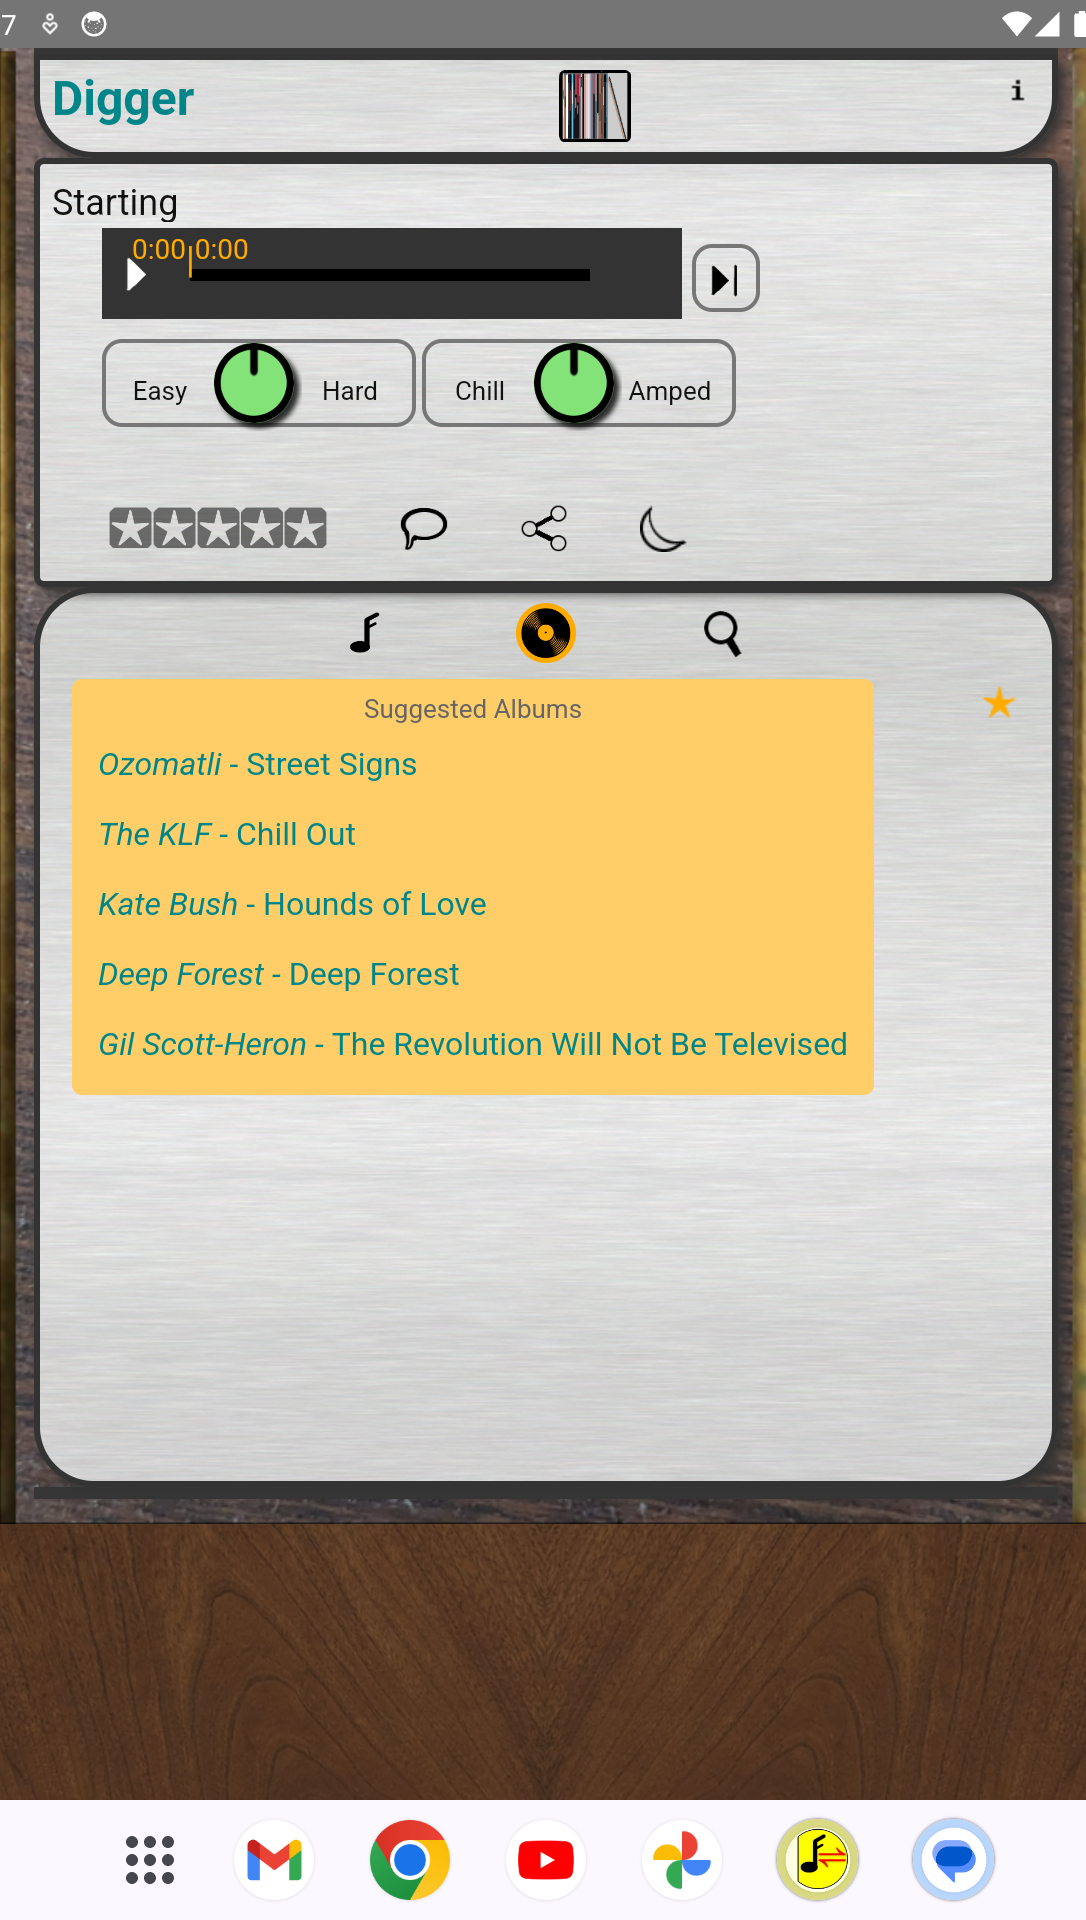 7
Digger
i
Starting
0:00 0:00
Easy Hard Chill Amped
Suggested Albums
Ozomatli - Street Signs
The KLF - Chill Out
Kate Bush - Hounds of Love
Deep Forest - Deep Forest
Gil Scott-Heron - The Revolution Will Not Be Televised